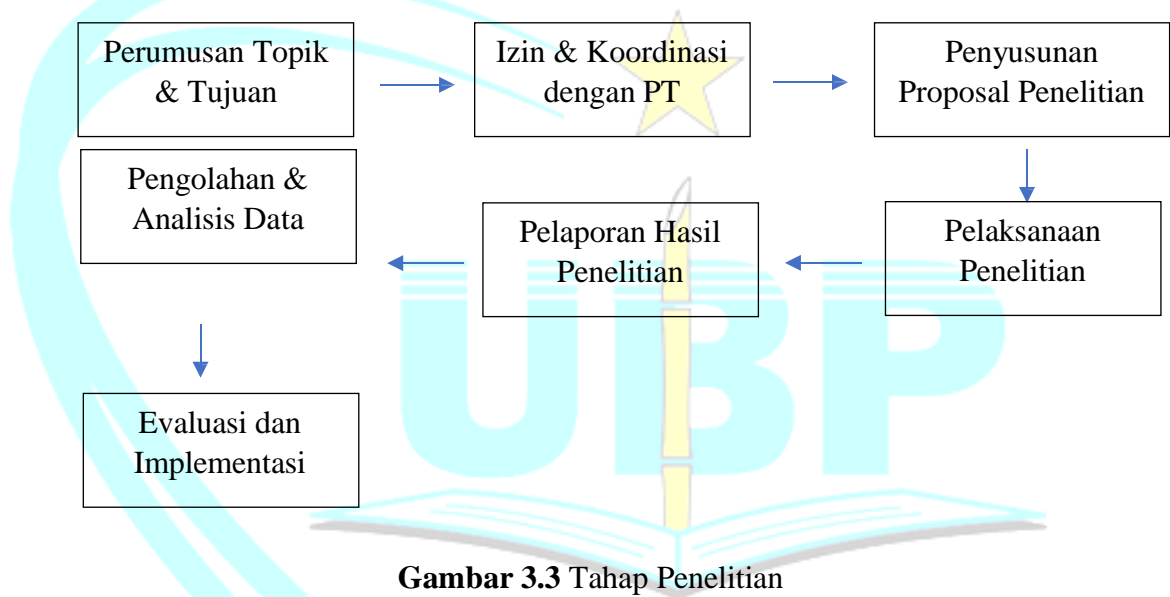 Perumusan Topik
& Tujuan
Izin & Koordinasi
dengan PT
Penyusunan
Proposal Penelitian
Pengolahan &
Analisis Data
Pelaporan Hasil
Penelitian
Pelaksanaan
Penelitian
Evaluasi dan
Implementasi
UBP
Gambar 3.3 Tahap Penelitian